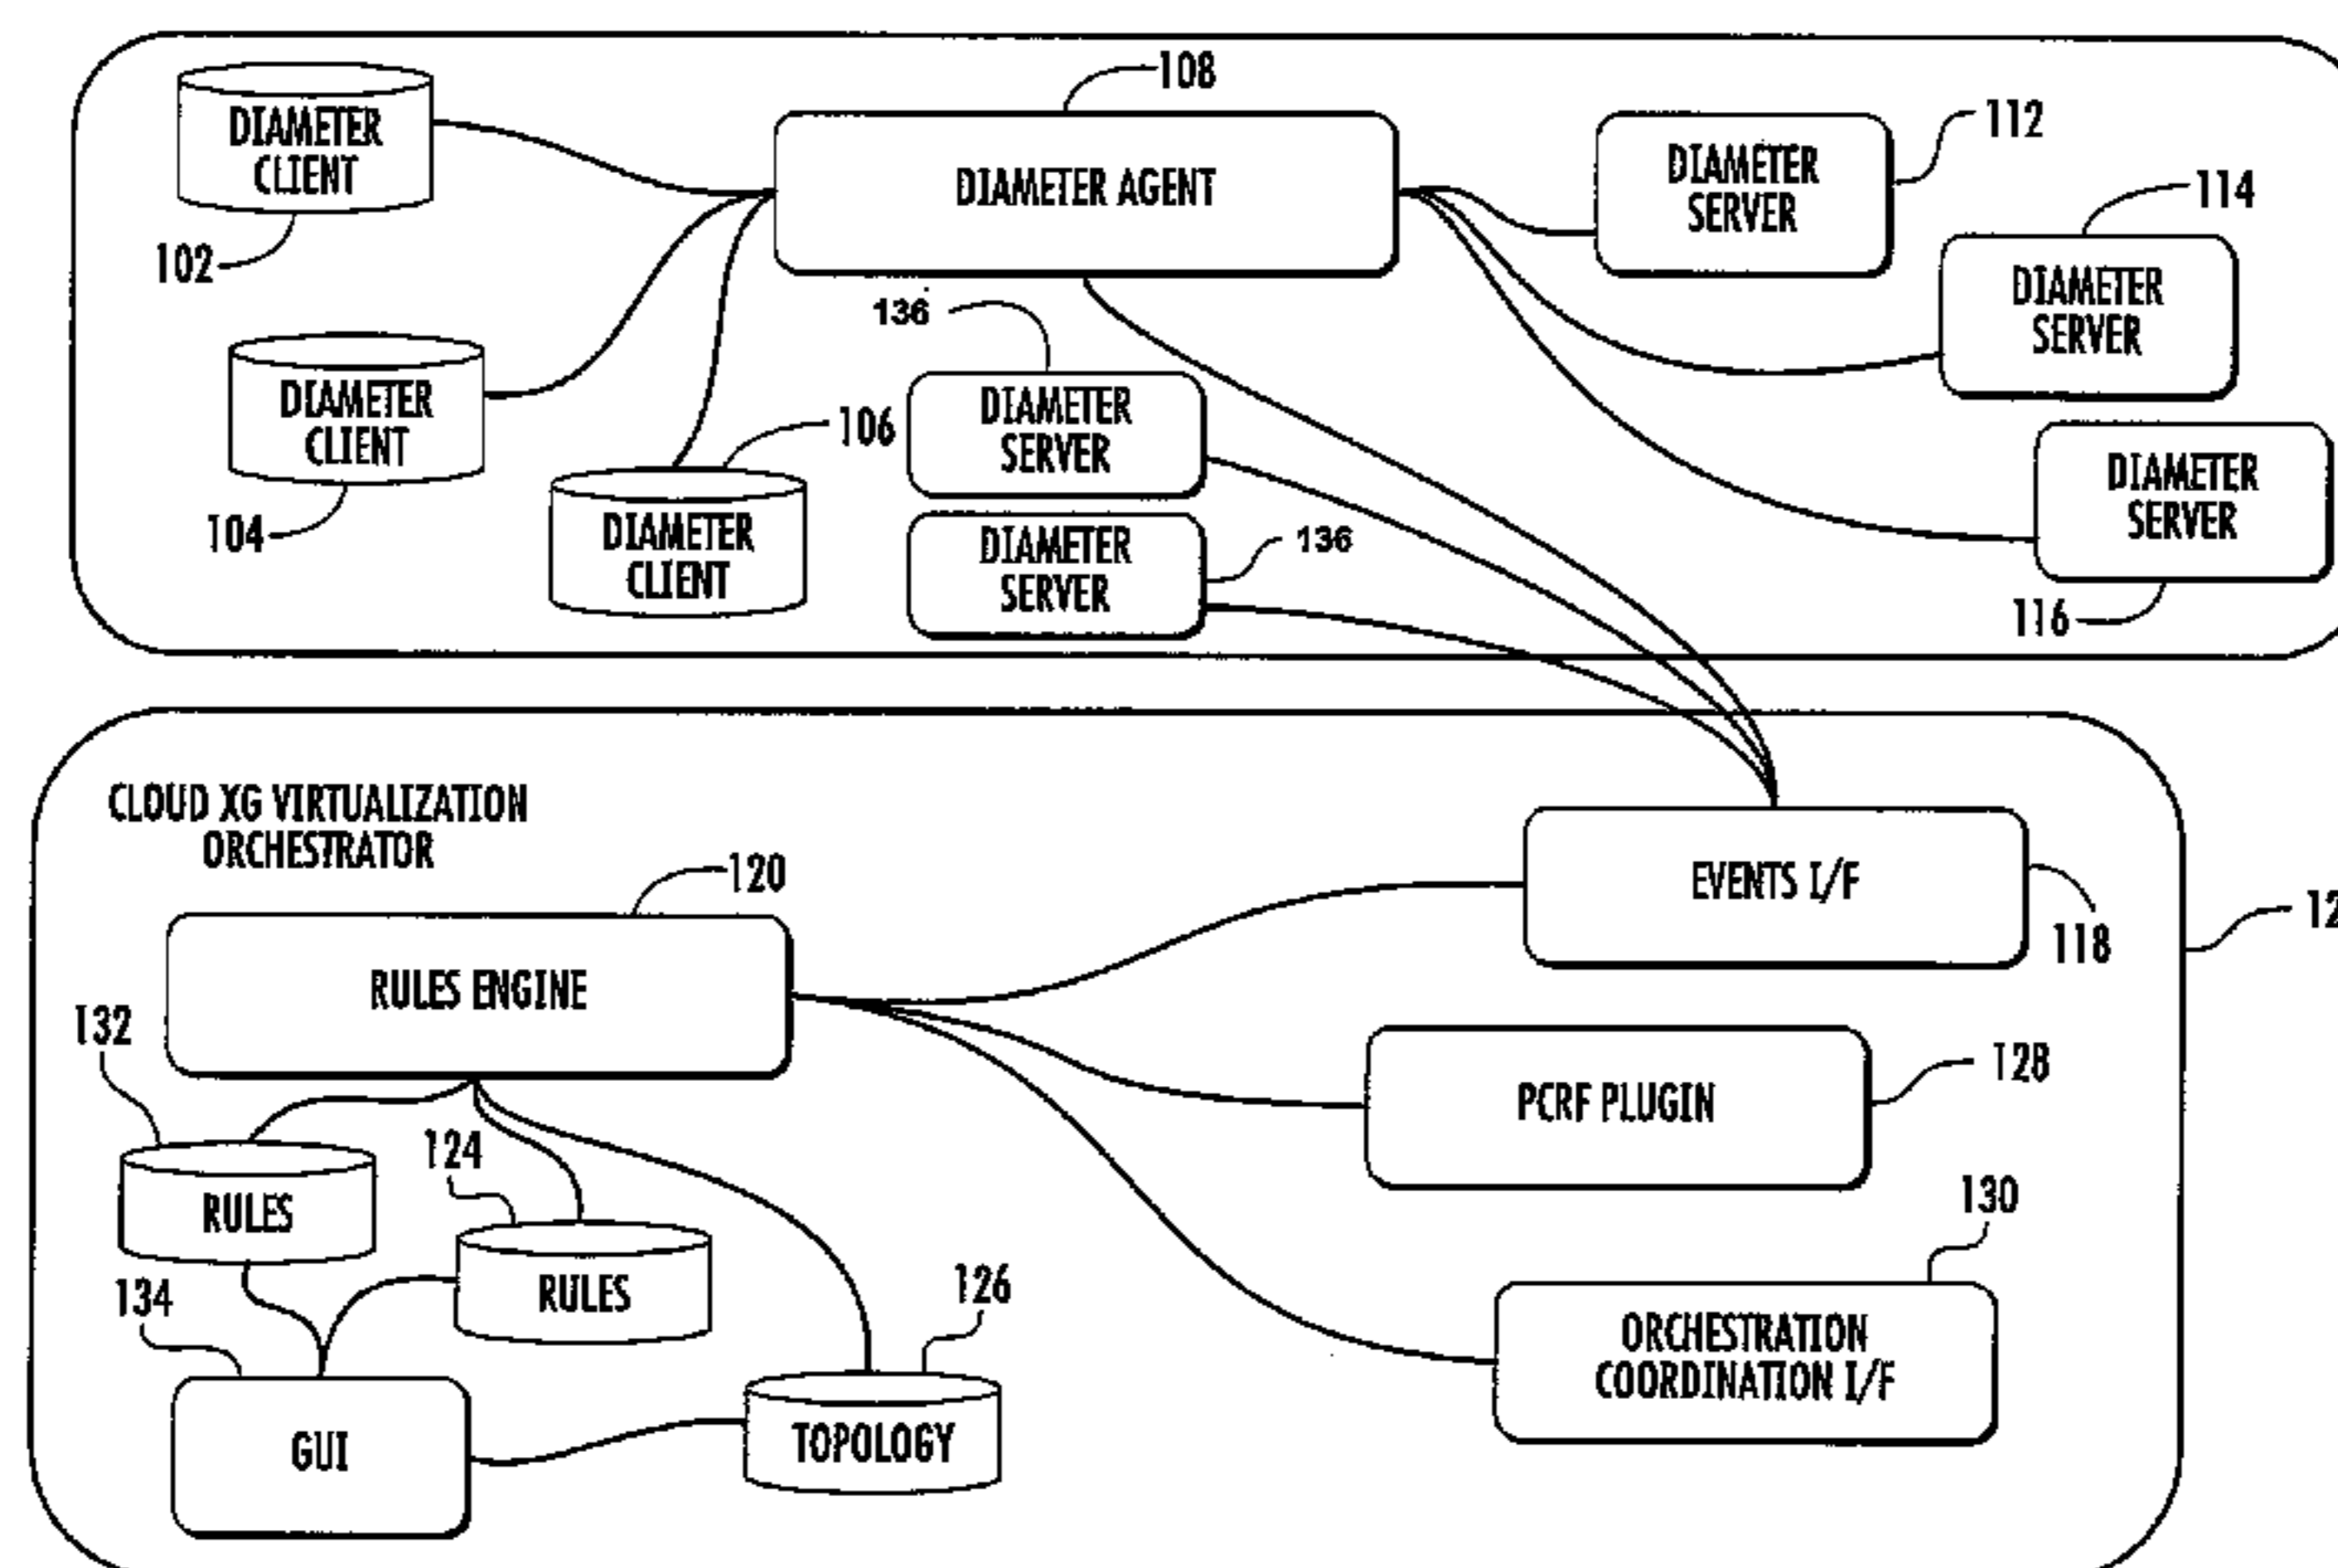 108
DIAMETER
CLIENT
DIAMETER AGENT
DIAMETER
SERVER
112
114
102
136
DIAMETER
SERVER
DIAMETER
CLIENT
104
DIAMETER
SERVER
106
DIAMETER
SERVER
DIAMETER
CLIENT
DIAMETER
SERVER
136
116
CLOUD XG VIRTUALIZATION
ORCHESTRATOR
120
EVENTS I/F
118
12
RULES ENGINE
132
PCRF PLUGIN
128
124
RULES
RULES
130
134
126
ORCHESTRATION
COORDINATION I/F
GUI
TOPOLOGY